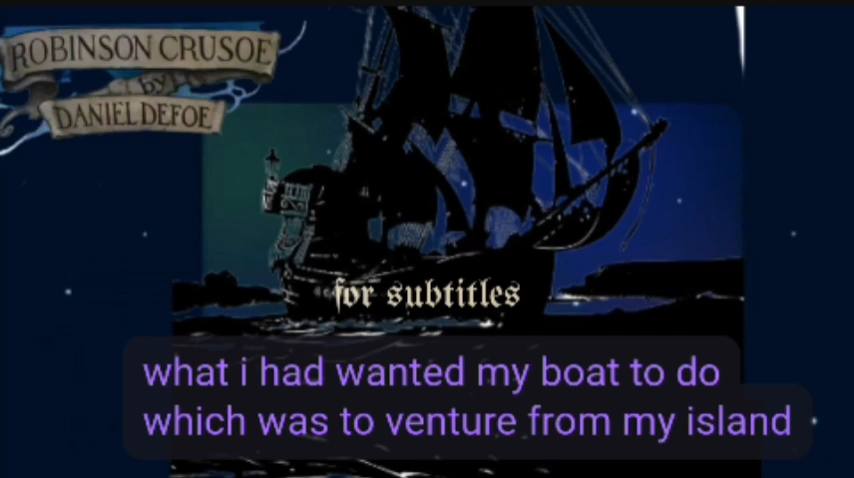 ROBINSON CRUSOE
by
DANIEL DEFOE
for subtitles
what i had wanted my boat to do
which was to venture from my island